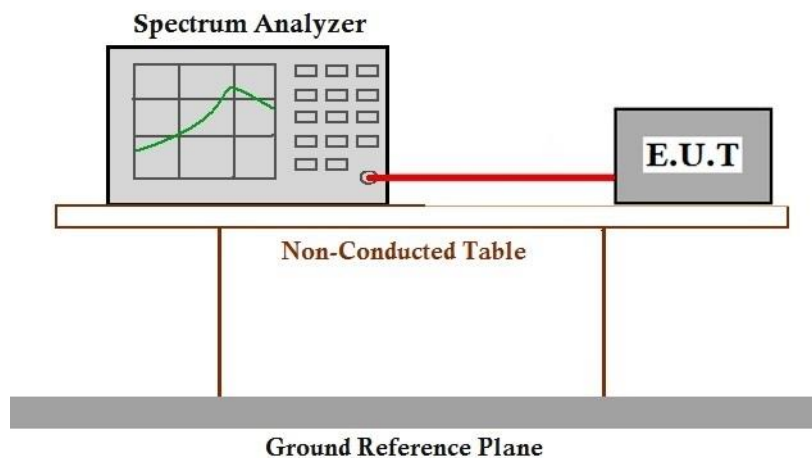 Spectrum Analyzer
E.U.T
Non-Conducted Table
Ground Reference Plane